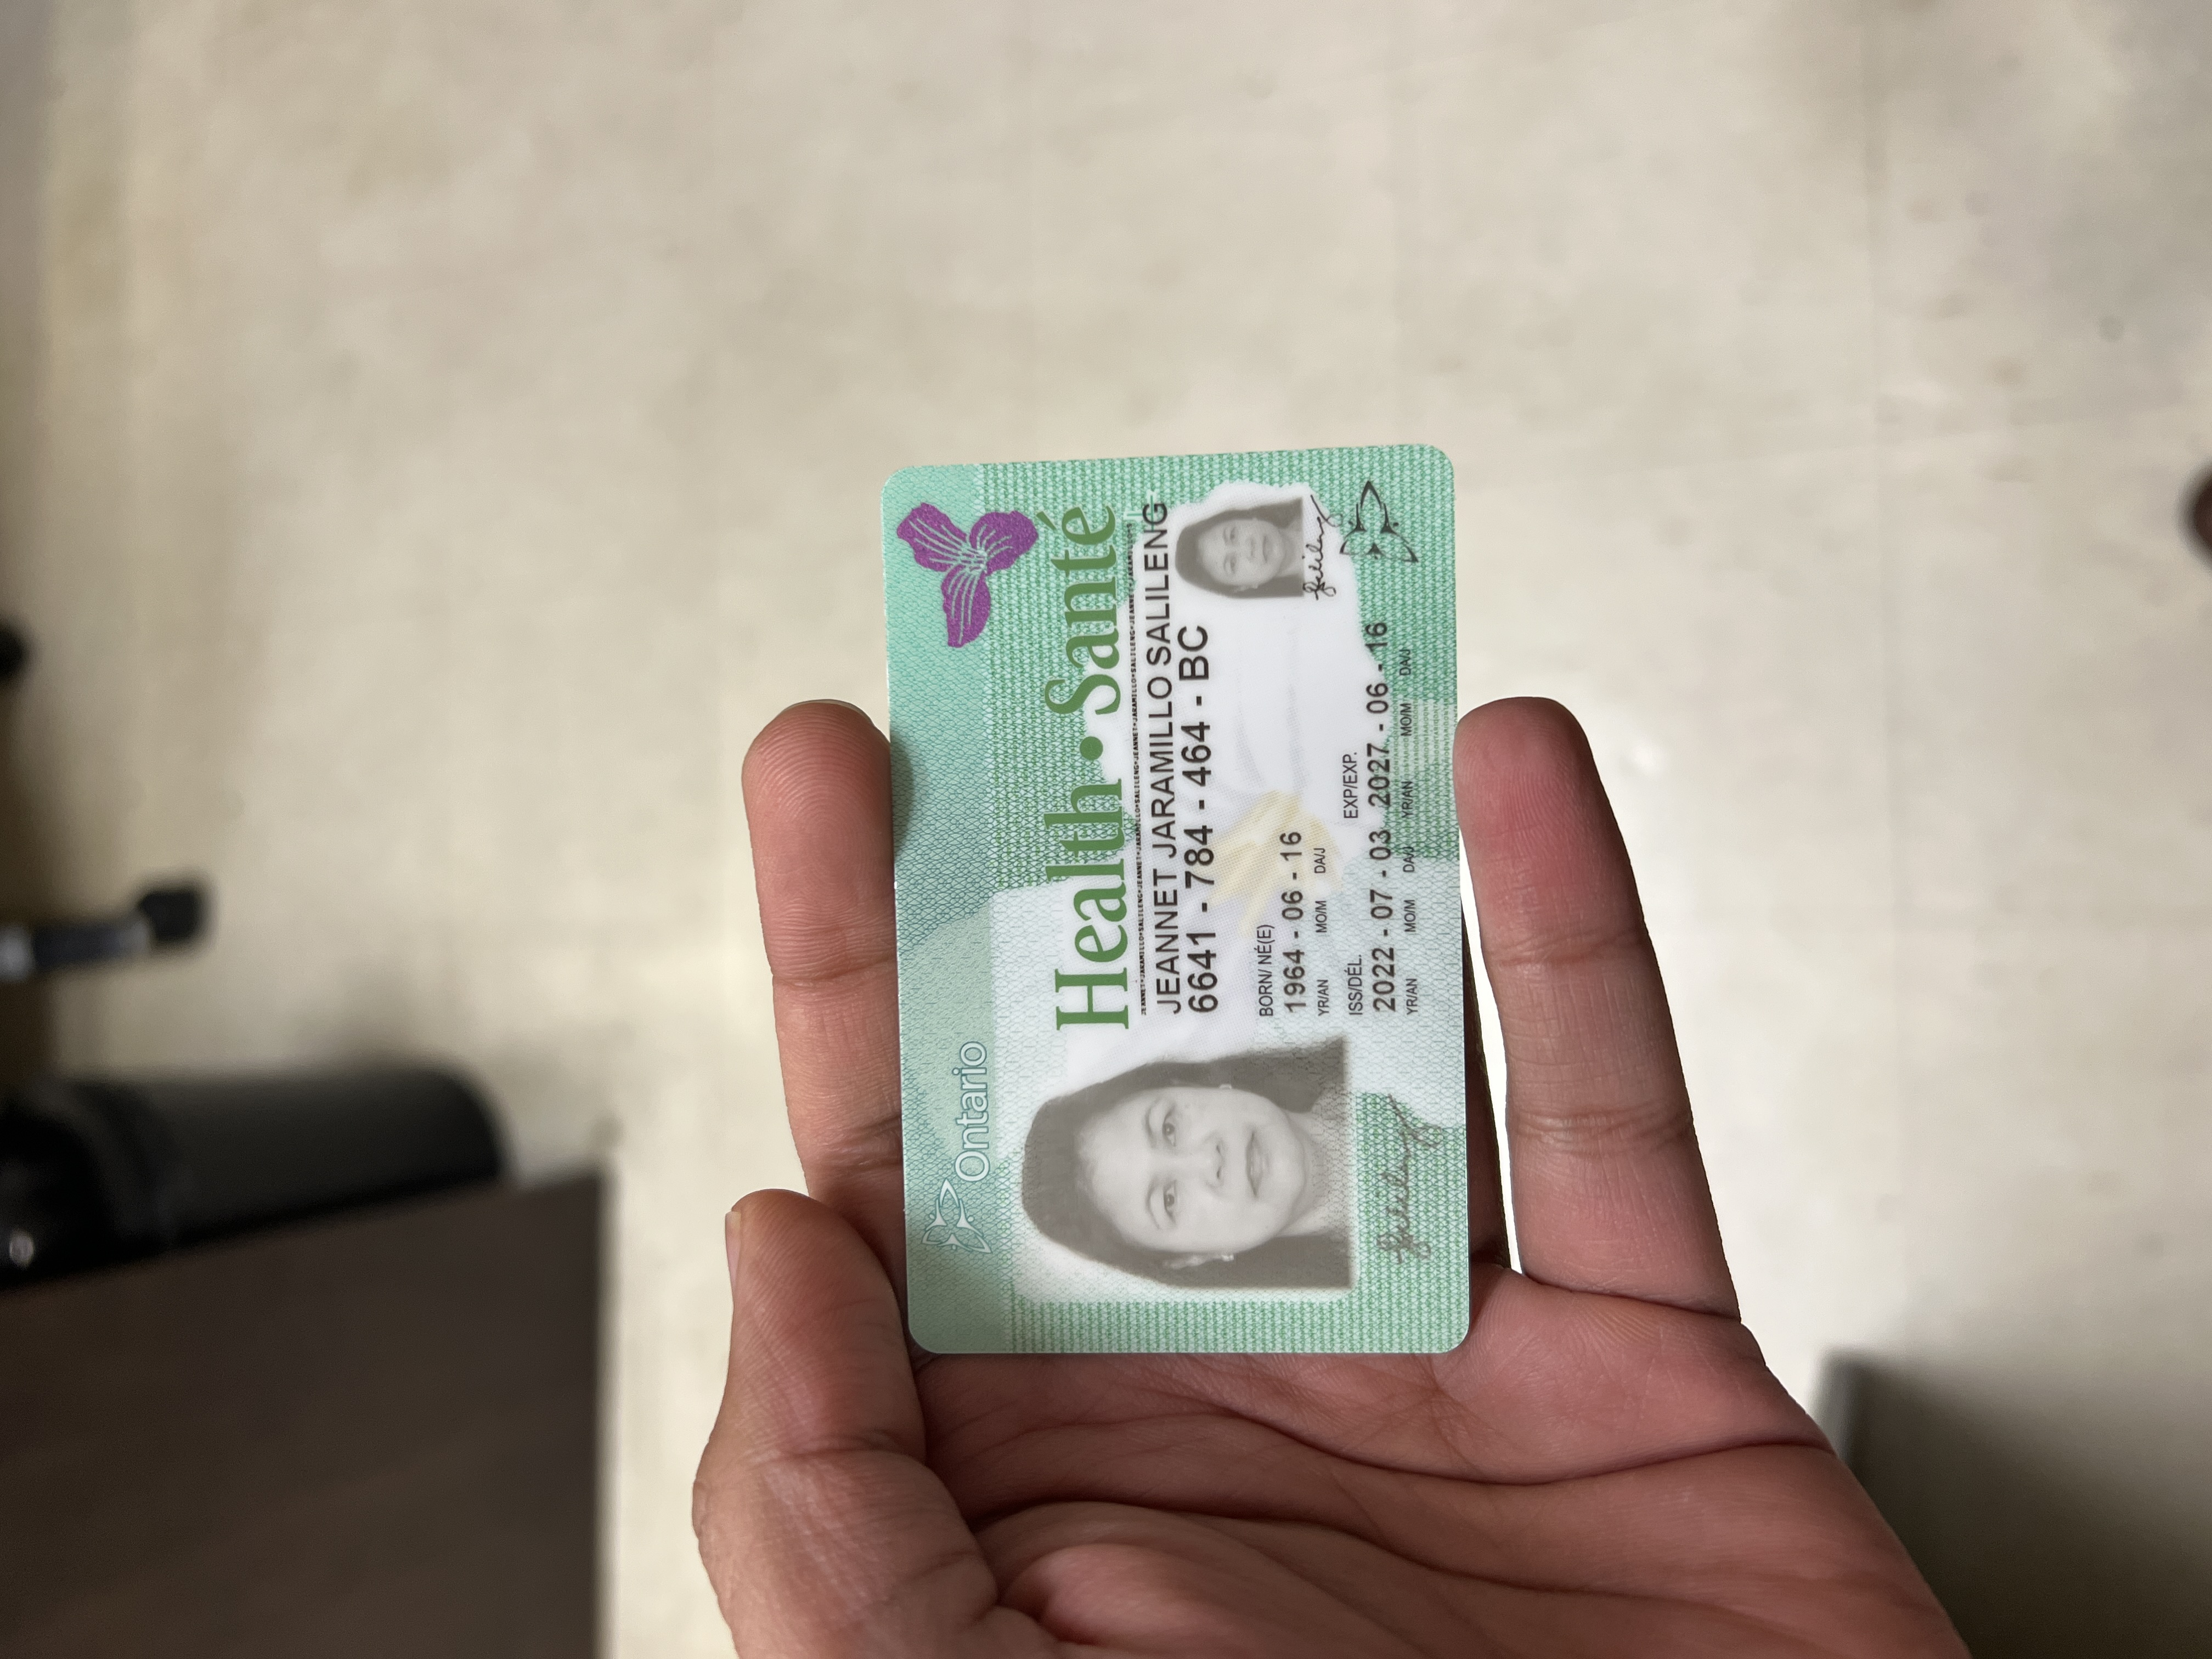 Ontario
Health • Santé
JEANNET*JARAMILLO*SALILENG*JEANNET*JARAMILLO*SALILENG*JEANNET*JARAMILLO*SALILENG*JEANNET*JARAMILLO
JEANNET JARAMILLO SALILENG
6641 - 784 - 464 - BC
BORN/ NÉ(E)
1964 - 06 - 16
YR/AN MO/M DA/J
ISS/DÉL. EXP/EXP.
2022 - 07 - 03 2027 - 06 - 16
YR/AN MO/M DA/J YR/AN MO/M DA/J
Salileng
Salileng